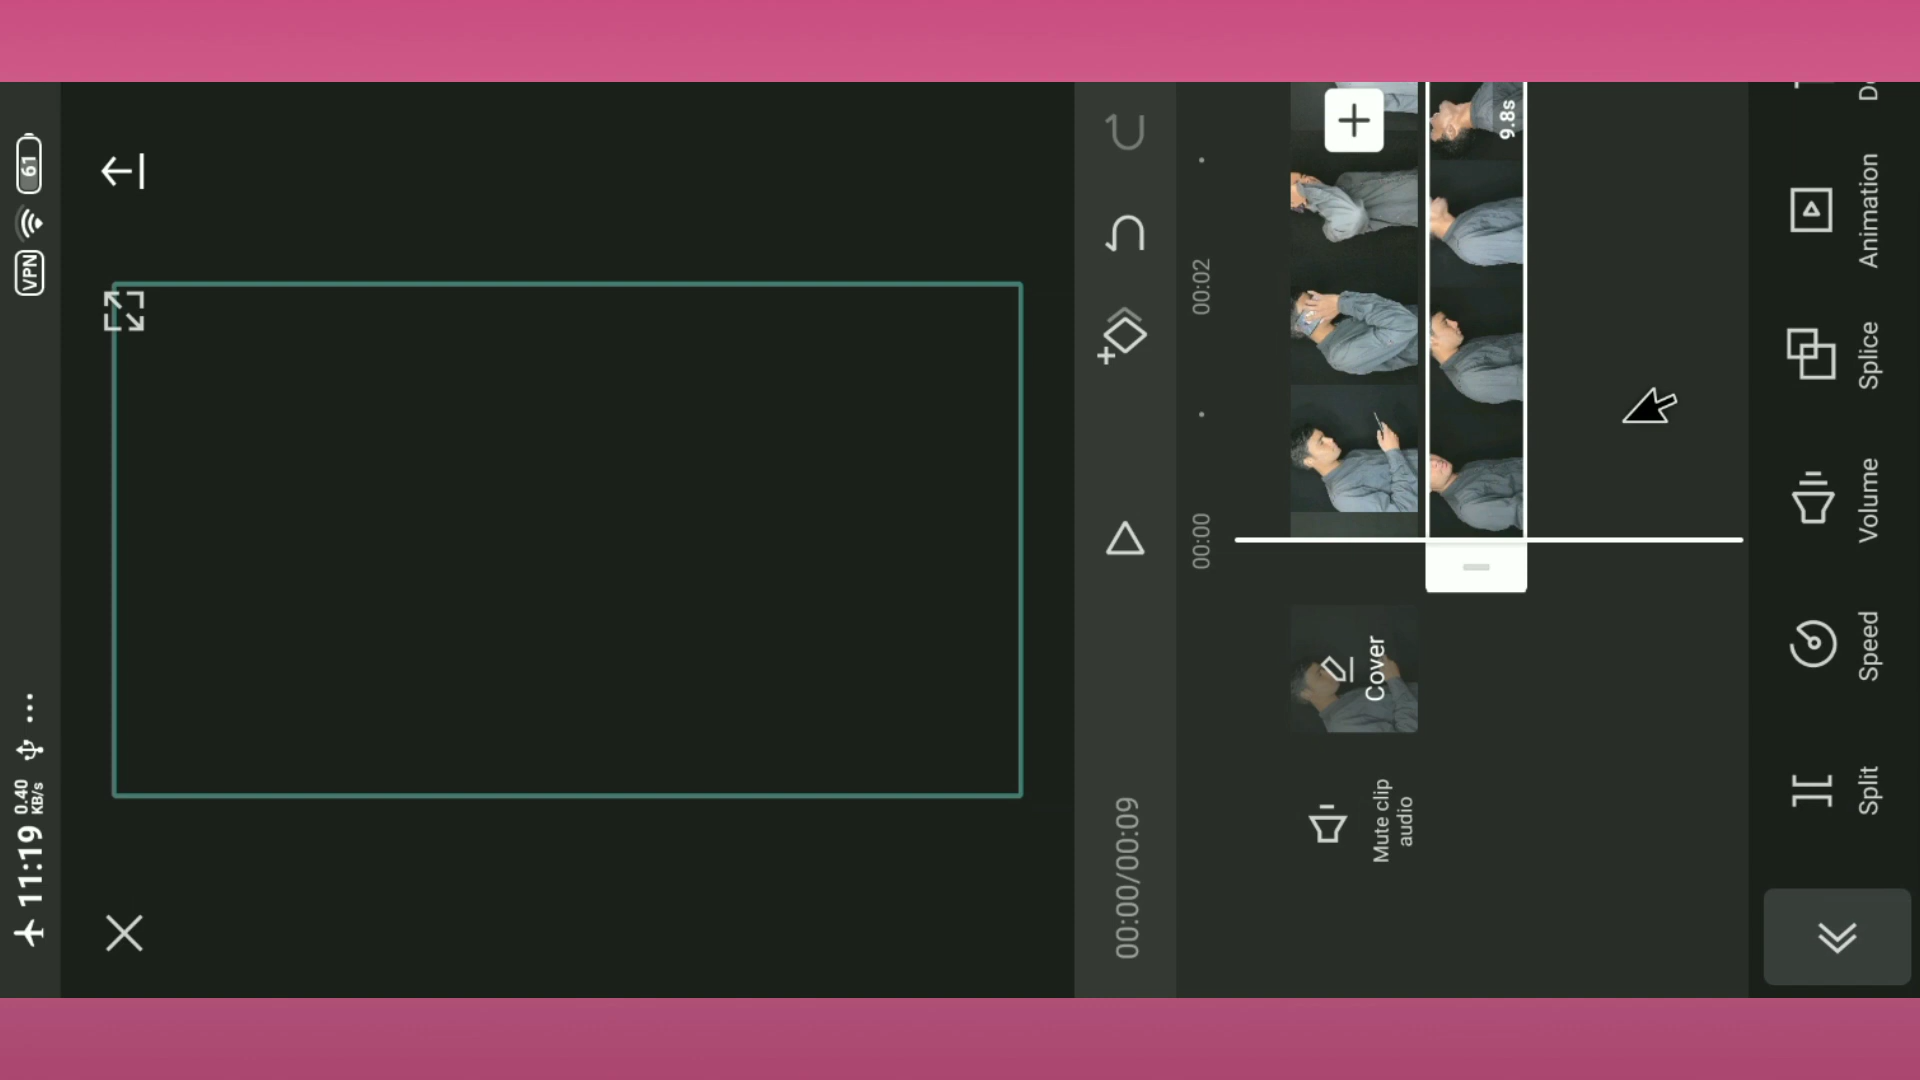 11:19
0.40
KB/s
VPN
61
00:00/00:09
00:00
00:02
Mute clip
audio
Cover
9.8s
Split
Speed
Volume
Splice
Animation